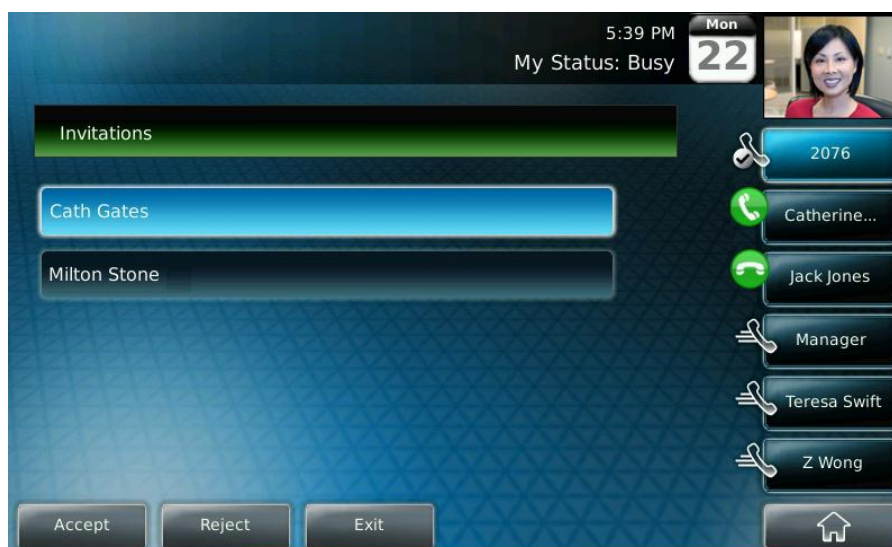 5:39 PM
My Status: Busy
Mon
22
Invitations
Cath Gates
Milton Stone
2076
Catherine...
Jack Jones
Manager
Teresa Swift
Z Wong
Accept
Reject
Exit